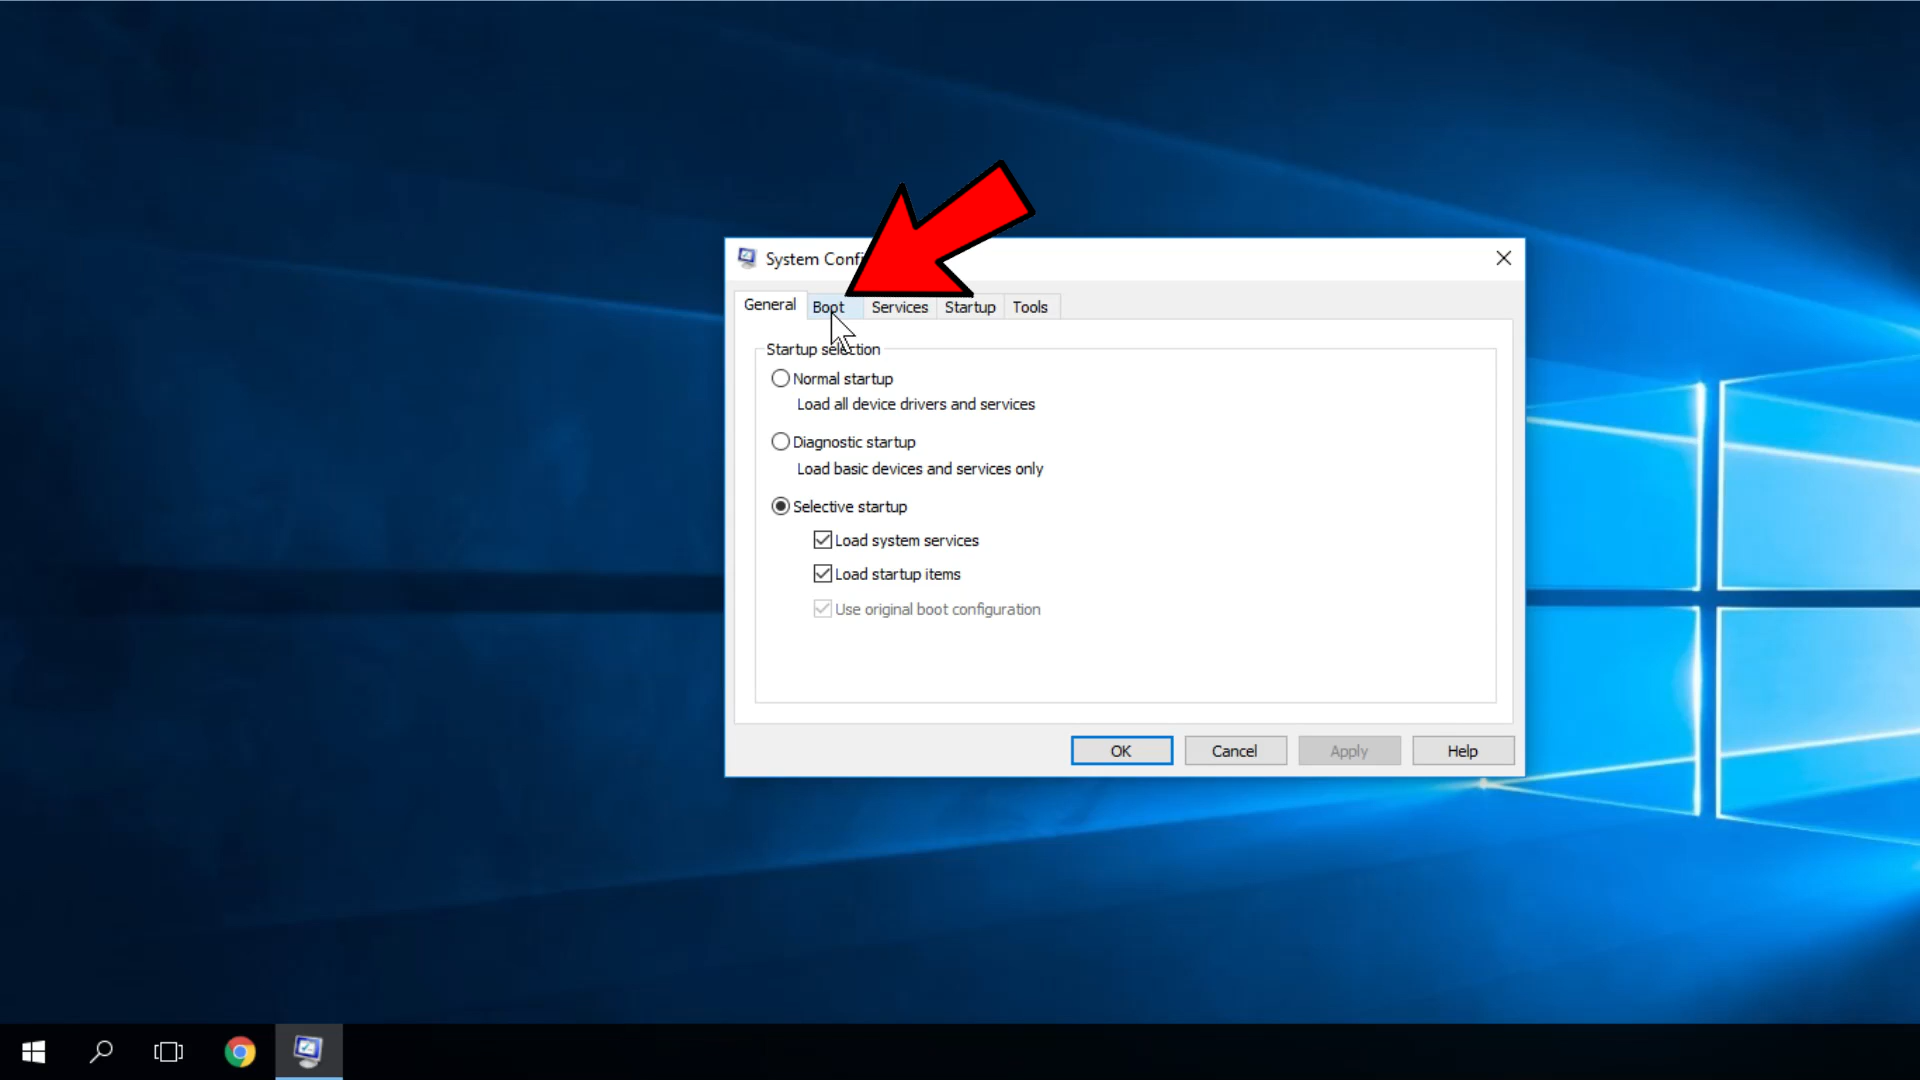 System Confi
General Boot Services Startup Tools
Startup selection
Normal startup
Load all device drivers and services
Diagnostic startup
Load basic devices and services only
Selective startup
Load system services
Load startup items
Use original boot configuration
OK Cancel Apply Help